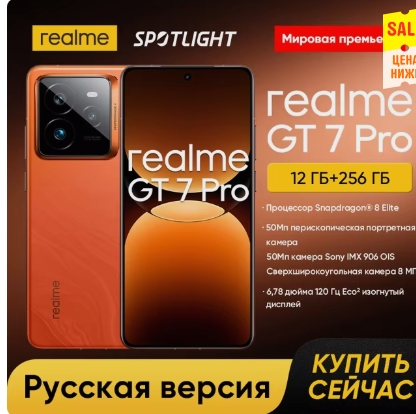 realme
SPOTLIGHT
Мировая премье
SAL
ЦЕНА
НИЖ
realme
GT 7 Pro
realme
GT 7 Pro
12 ГБ+256 ГБ
· Процессор Snapdragon® 8 Elite
· 50Мп перископическая портретная
камера
50Мп камера Sony IMX 906 OIS
Сверхширокоугольная камера 8 МП
· 6,78 дюйма 120 Гц Eco² изогнутый
дисплей
realme
Русская версия
КУПИТЬ
СЕЙЧАС